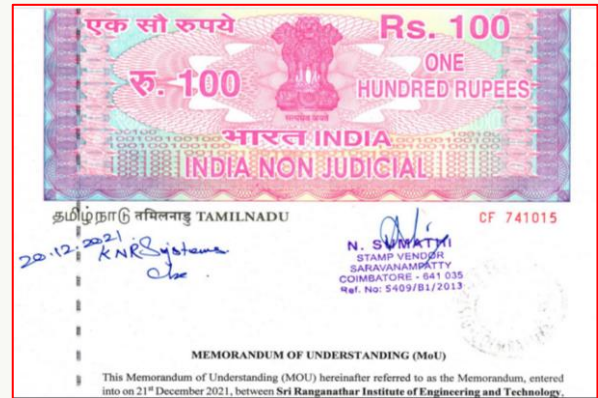 एक सौ रुपये
Rs. 100
रु. 100
ONE
HUNDRED RUPEES
सत्यमेव जयते
भारत INDIA
INDIA NON JUDICIAL
தமிழ்நாடு तमिलनाडु TAMILNADU
CF 741015
20.12.2021
KNR Systems
Cbe.
N. SUMATHI
STAMP VENDOR
SARAVANAMPATTY
COIMBATORE - 641 035
Ref. No: 5409/B1/2013
MEMORANDUM OF UNDERSTANDING (MoU)
This Memorandum of Understanding (MOU) hereinafter referred to as the Memorandum, entered
into on 21st December 2021, between Sri Ranganathar Institute of Engineering and Technology,